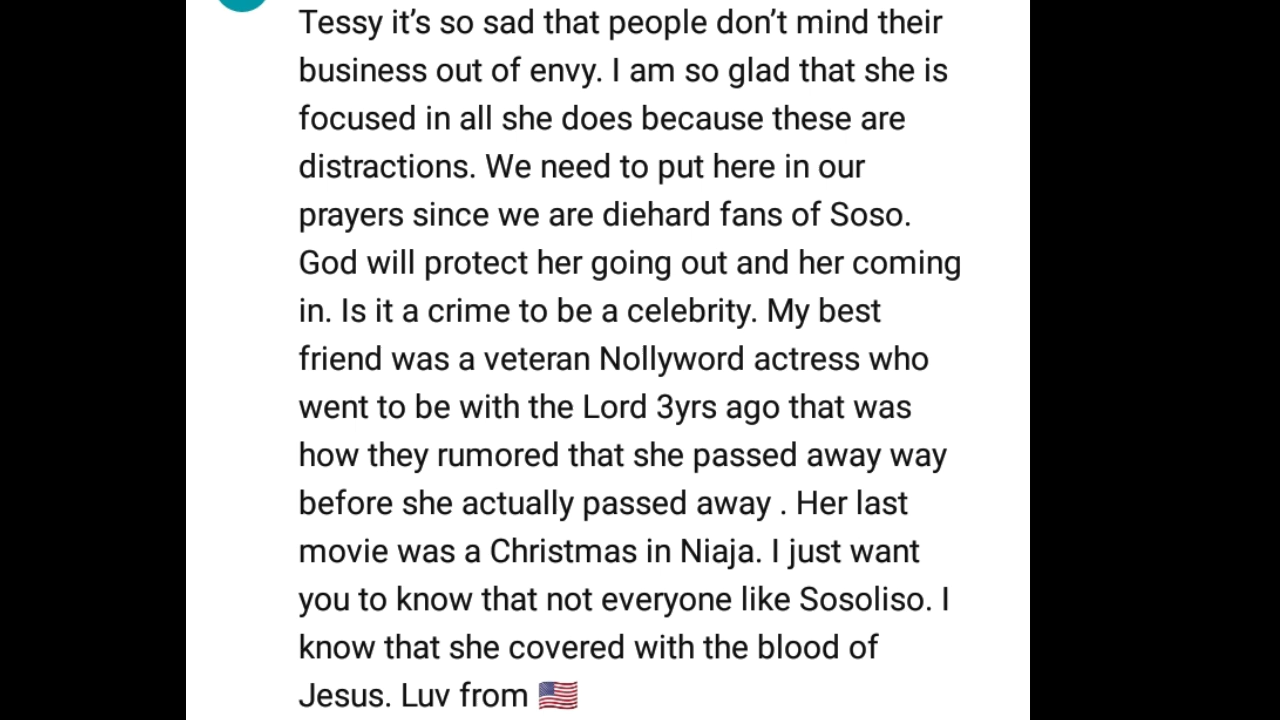 Tessy it’s so sad that people don’t mind their
business out of envy. I am so glad that she is
focused in all she does because these are
distractions. We need to put here in our
prayers since we are diehard fans of Soso.
God will protect her going out and her coming
in. Is it a crime to be a celebrity. My best
friend was a veteran Nollyword actress who
went to be with the Lord 3yrs ago that was
how they rumored that she passed away way
before she actually passed away . Her last
movie was a Christmas in Niaja. I just want
you to know that not everyone like Sosoliso. I
know that she covered with the blood of
Jesus. Luv from 🇺🇸